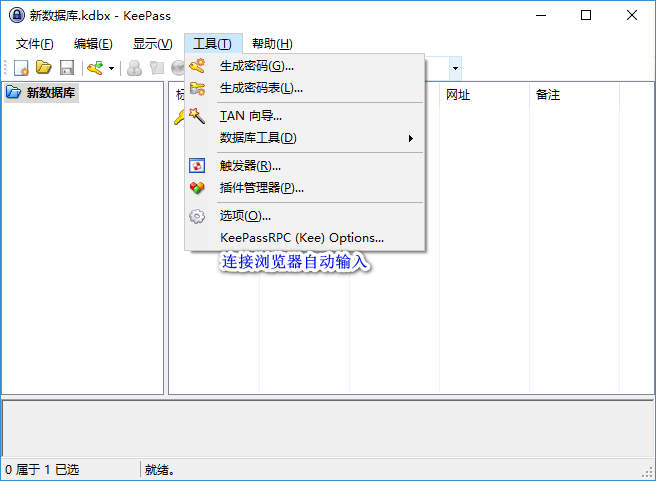 新数据库.kdbx - KeePass
文件(F) 编辑(E) 显示(V) 工具(T) 帮助(H)
生成密码(G)...
生成密码表(L)...
TAN 向导...
数据库工具(D)
触发器(R)...
插件管理器(P)...
选项(O)...
KeePassRPC (Kee) Options...
连接浏览器自动输入
新数据库
网址 备注
0 属于 1 已选 就绪。